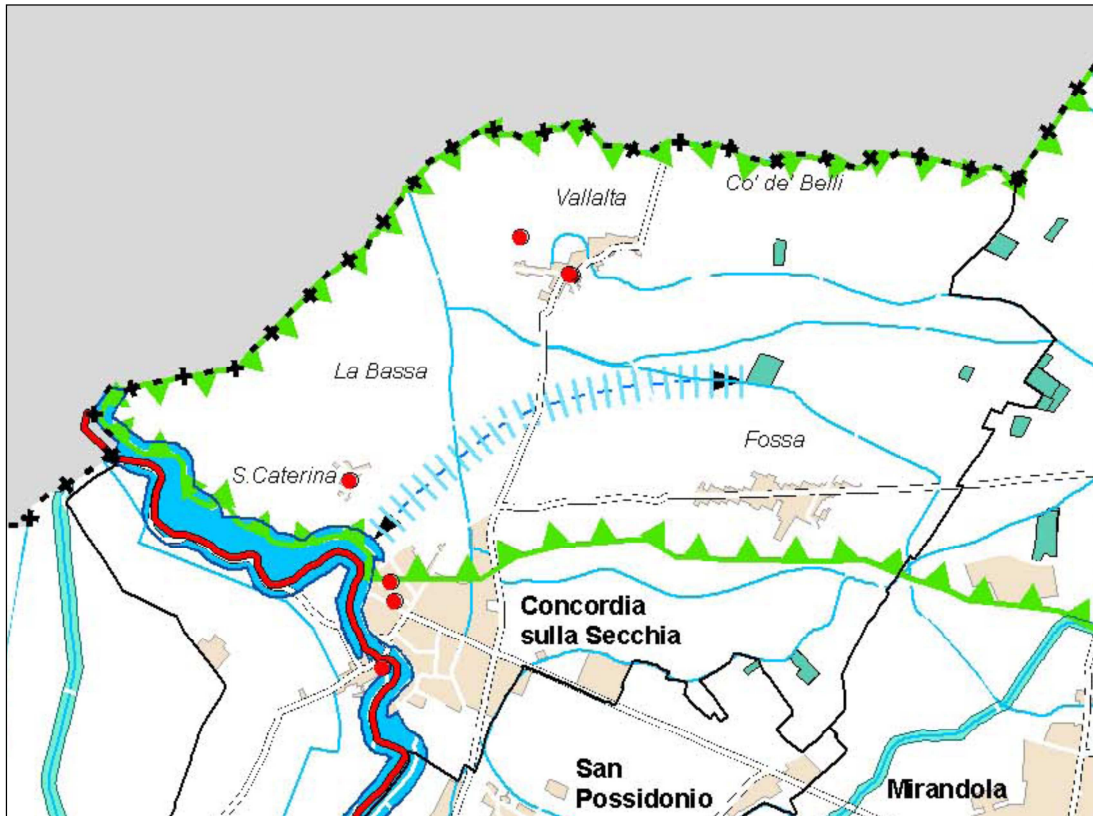 Co' de' Belli
Vallalta
La Bassa
Fossa
S.Caterina
Concordia
sulla Secchia
San
Possidonio
Mirandola